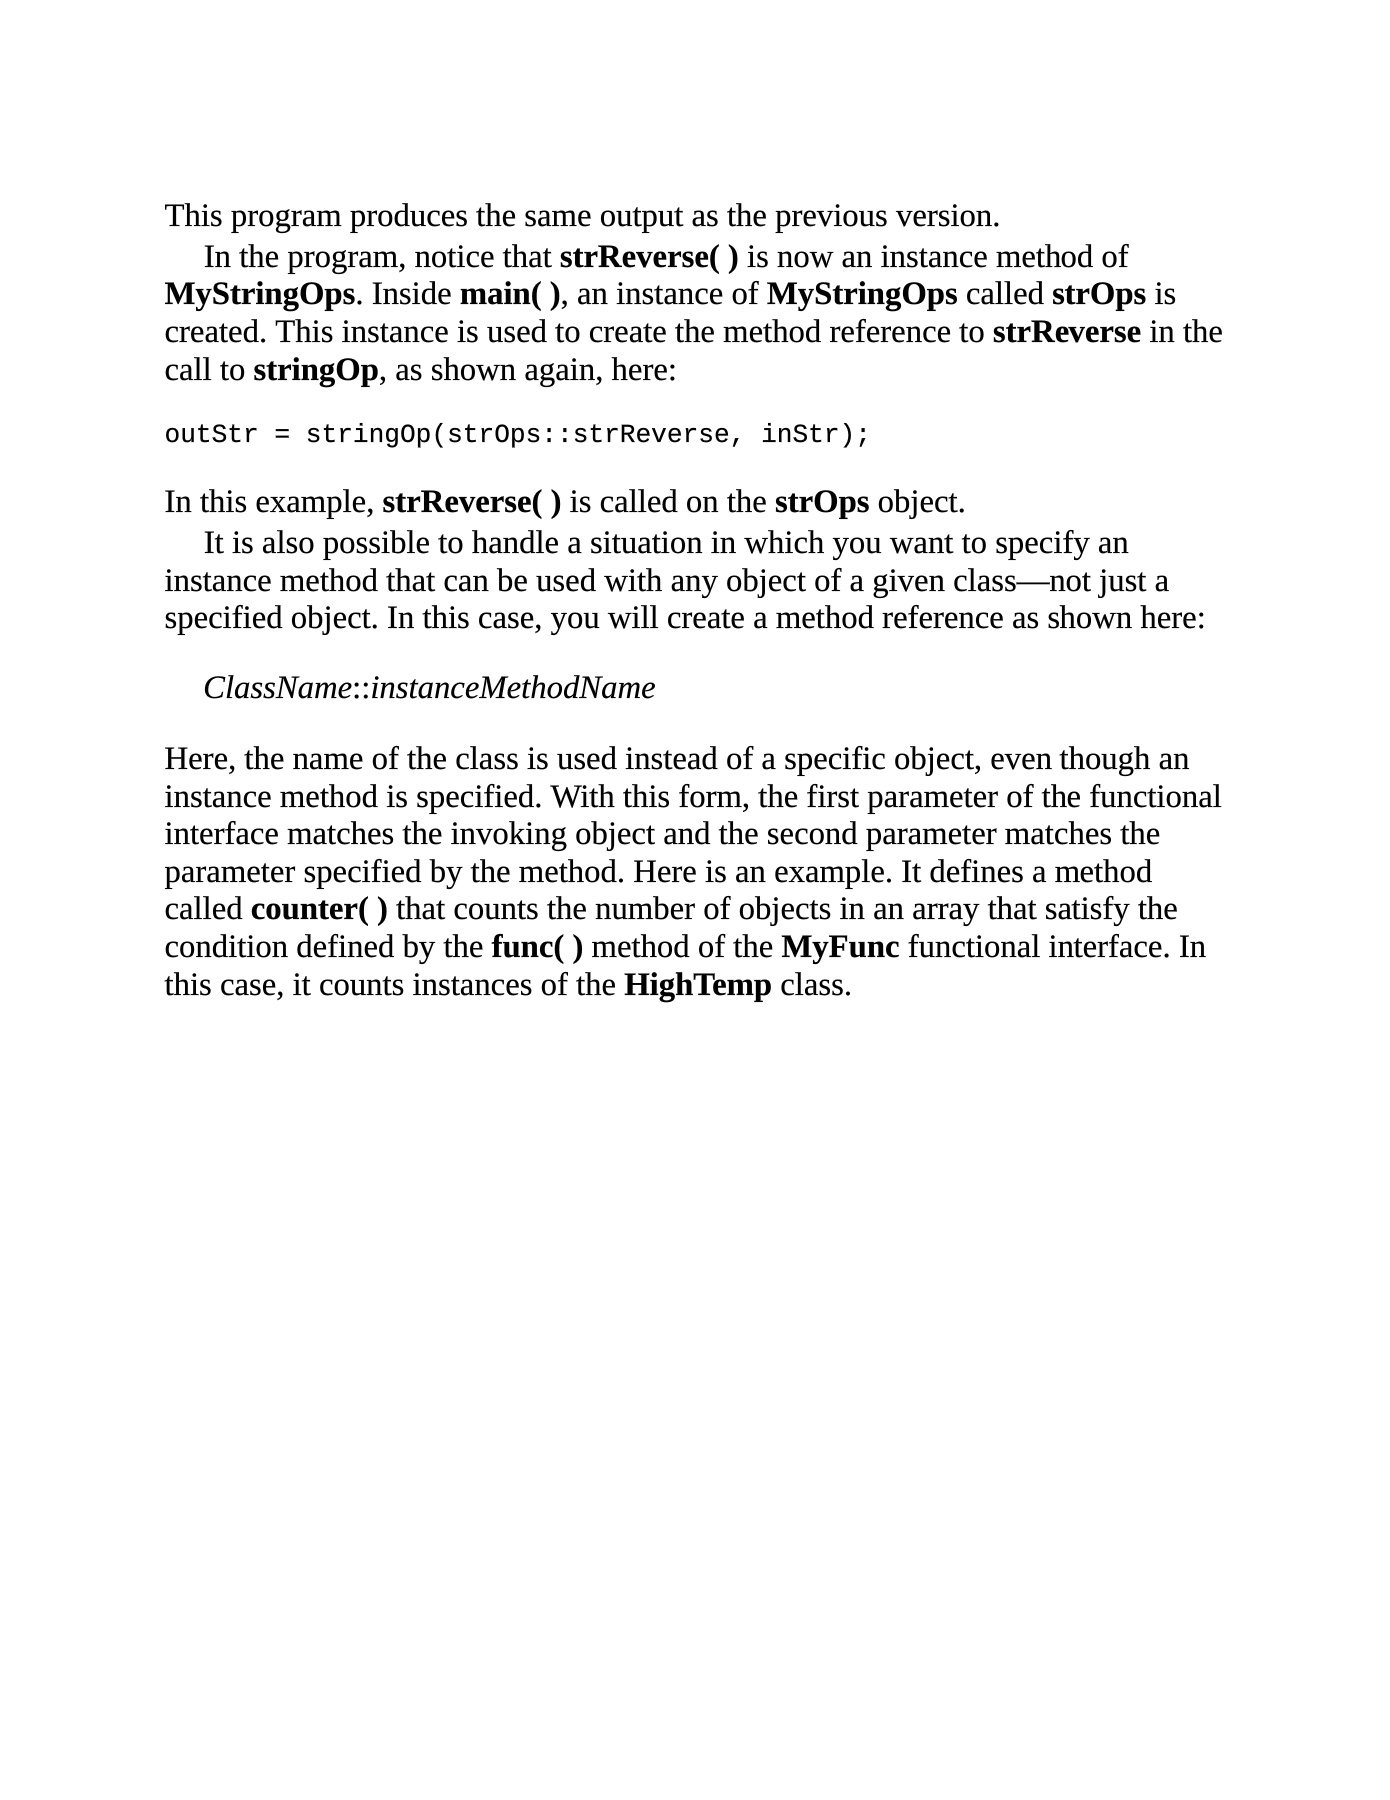 This program produces the same output as the previous version.
In the program, notice that strReverse( ) is now an instance method of
MyStringOps. Inside main( ), an instance of MyStringOps called strOps is
created. This instance is used to create the method reference to strReverse in the
call to stringOp, as shown again, here:
outStr = stringOp(strOps::strReverse, inStr);
In this example, strReverse( ) is called on the strOps object.
It is also possible to handle a situation in which you want to specify an
instance method that can be used with any object of a given class—not just a
specified object. In this case, you will create a method reference as shown here:
ClassName::instanceMethodName
Here, the name of the class is used instead of a specific object, even though an
instance method is specified. With this form, the first parameter of the functional
interface matches the invoking object and the second parameter matches the
parameter specified by the method. Here is an example. It defines a method
called counter( ) that counts the number of objects in an array that satisfy the
condition defined by the func( ) method of the MyFunc functional interface. In
this case, it counts instances of the HighTemp class.